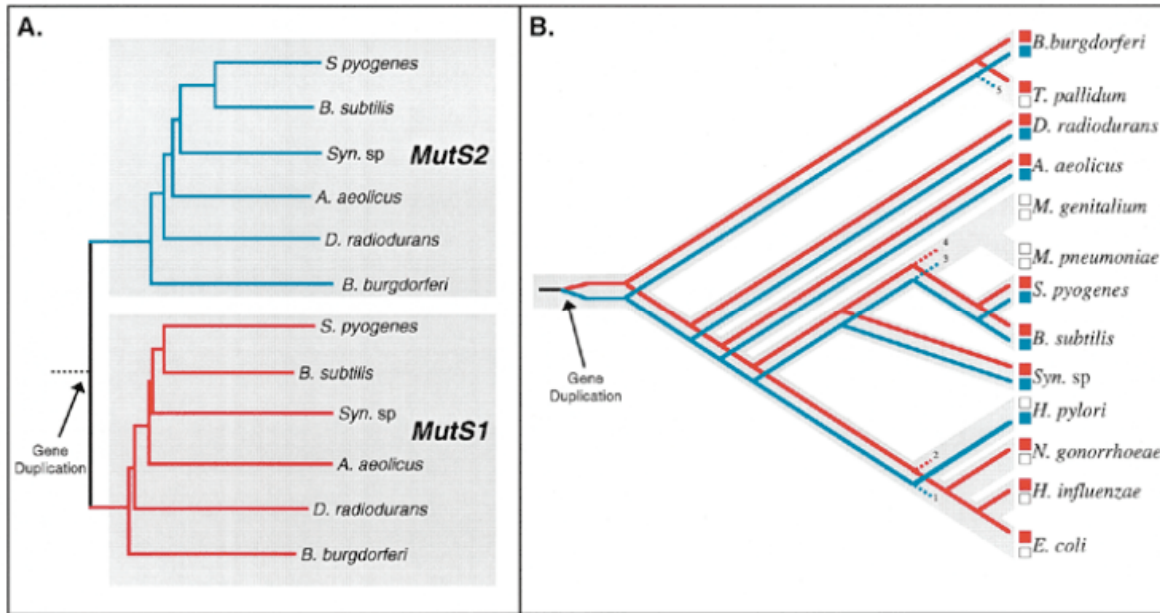 A.
S pyogenes
B. subtilis
Syn. sp
MutS2
A. aeolicus
D. radiodurans
B. burgdorferi
S. pyogenes
B. subtilis
Syn. sp
MutS1
A. aeolicus
D. radiodurans
B. burgdorferi
Gene
Duplication
B.
B.burgdorferi
5
T. pallidum
D. radiodurans
A. aeolicus
M. genitalium
4
3
M. pneumoniae
S. pyogenes
B. subtilis
Syn. sp
H. pylori
2
N. gonorrhoeae
1
H. influenzae
E. coli
Gene
Duplication